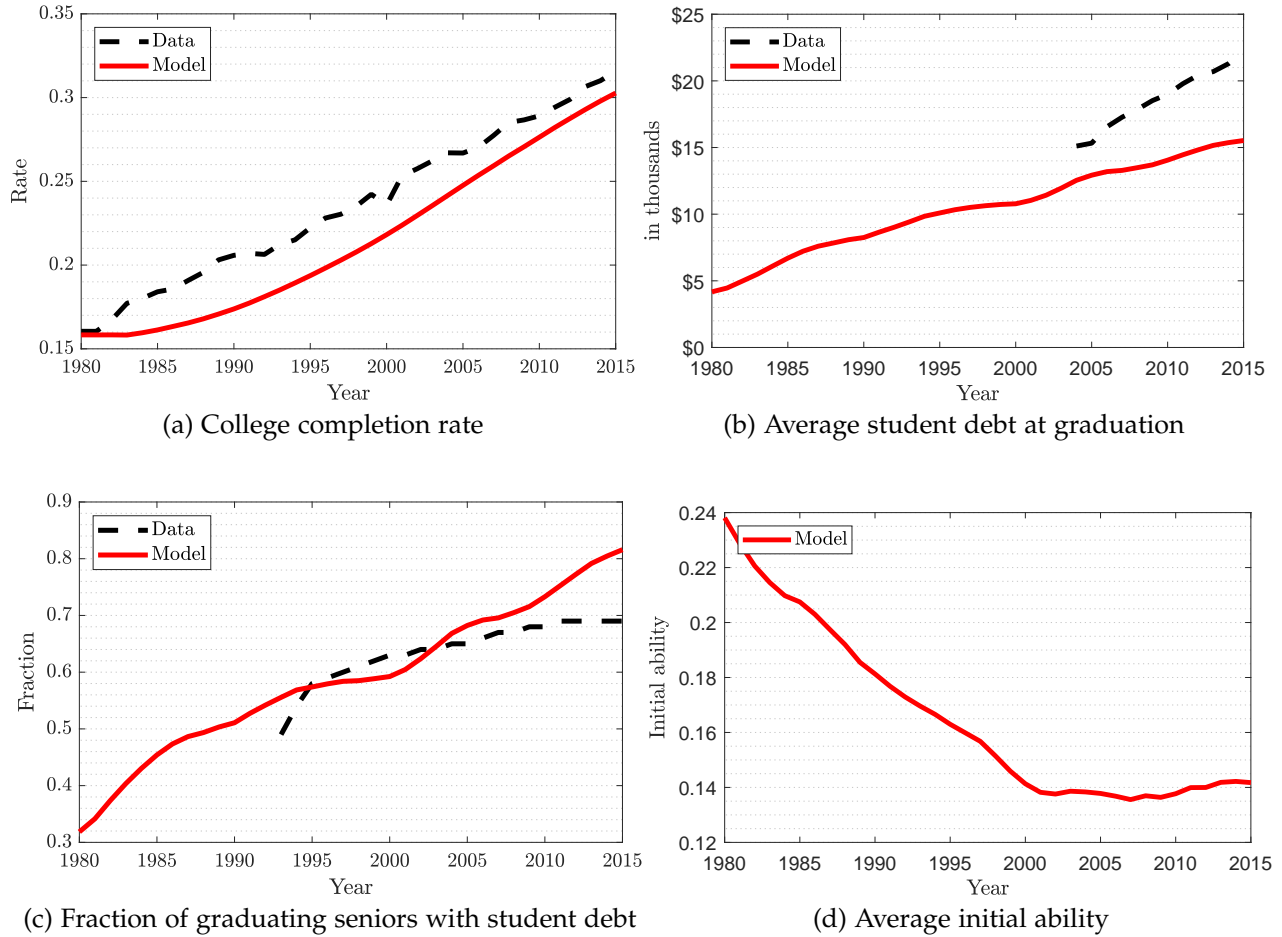 0.35
0.3
0.25
0.2
0.15
Rate
Data
Model
1980 1985 1990 1995 2000 2005 2010 2015
Year
(a) College completion rate
$25
$20
$15
$10
$5
$0
in thousands
Data
Model
1980 1985 1990 1995 2000 2005 2010 2015
Year
(b) Average student debt at graduation
0.9
0.8
0.7
0.6
0.5
0.4
0.3
Fraction
Data
Model
1980 1985 1990 1995 2000 2005 2010 2015
Year
(c) Fraction of graduating seniors with student debt
0.24
0.22
0.2
0.18
0.16
0.14
0.12
Initial ability
Model
1980 1985 1990 1995 2000 2005 2010 2015
Year
(d) Average initial ability